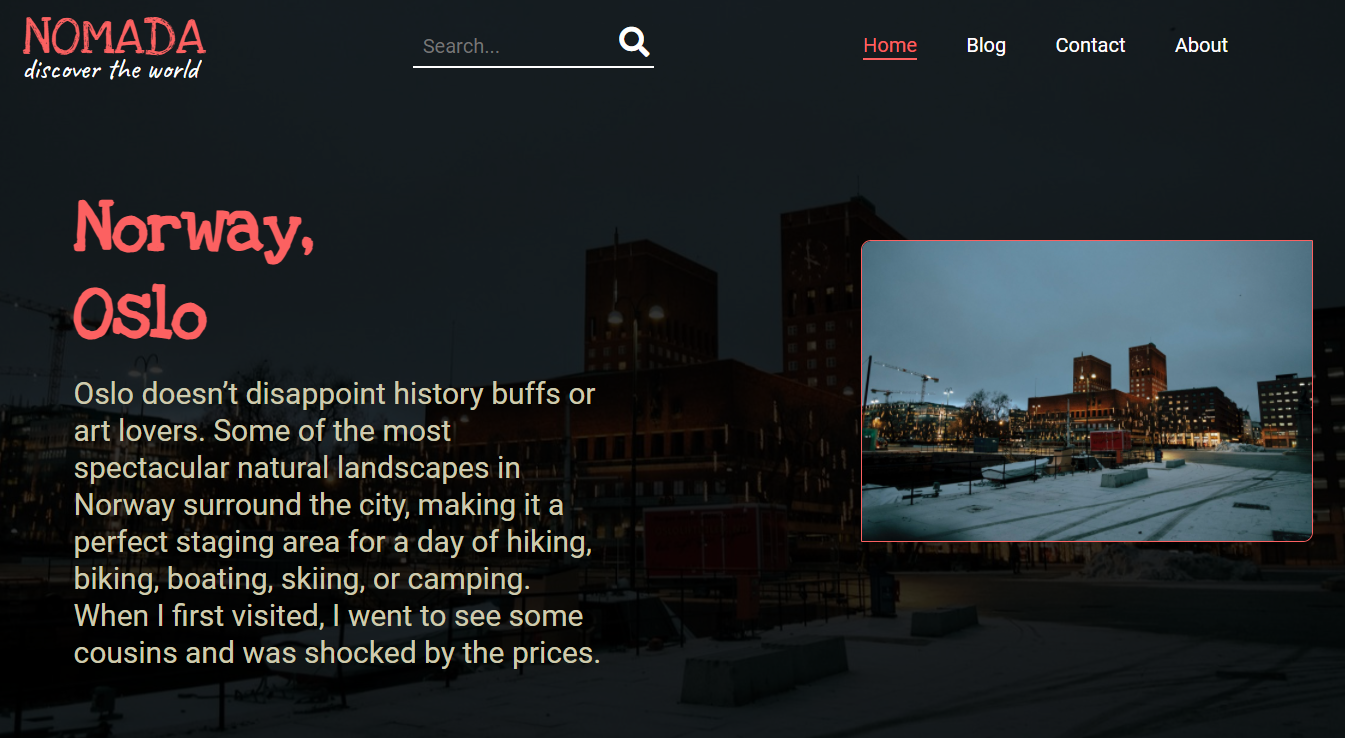 NOMADA
discover the world
Search...
Home Blog Contact About
Norway,
Oslo
Oslo doesn’t disappoint history buffs or
art lovers. Some of the most
spectacular natural landscapes in
Norway surround the city, making it a
perfect staging area for a day of hiking,
biking, boating, skiing, or camping.
When I first visited, I went to see some
cousins and was shocked by the prices.